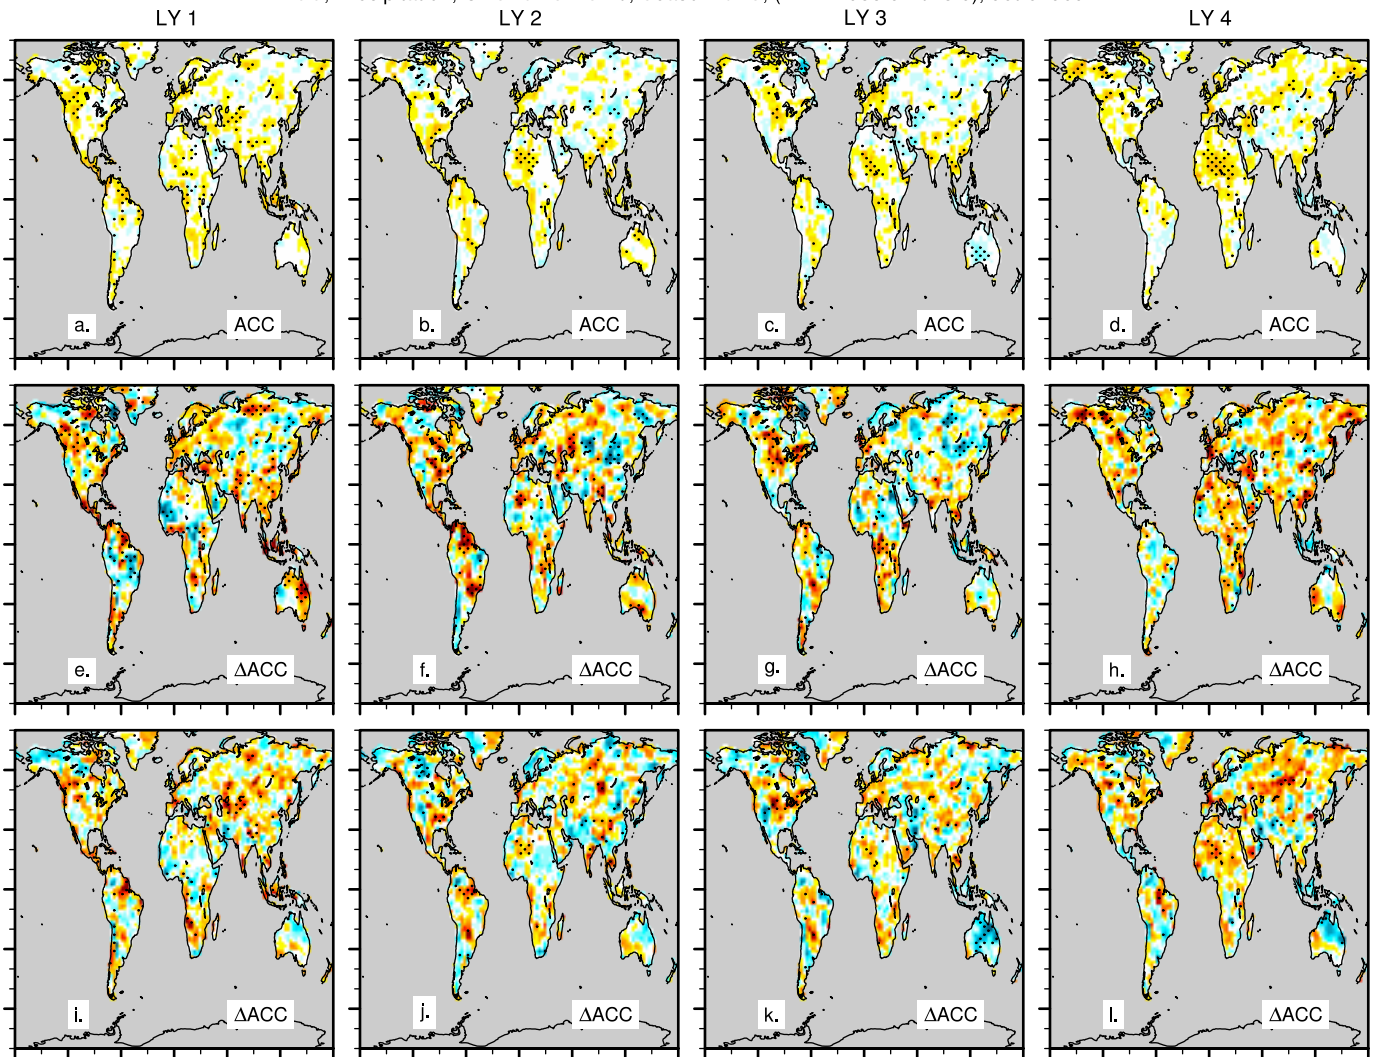 LY 1 LY 2 LY 3 LY 4
a. ACC b. ACC c. ACC d. ACC
e. ΔACC f. ΔACC g. ΔACC h. ΔACC
i. ΔACC j. ΔACC k. ΔACC l. ΔACC